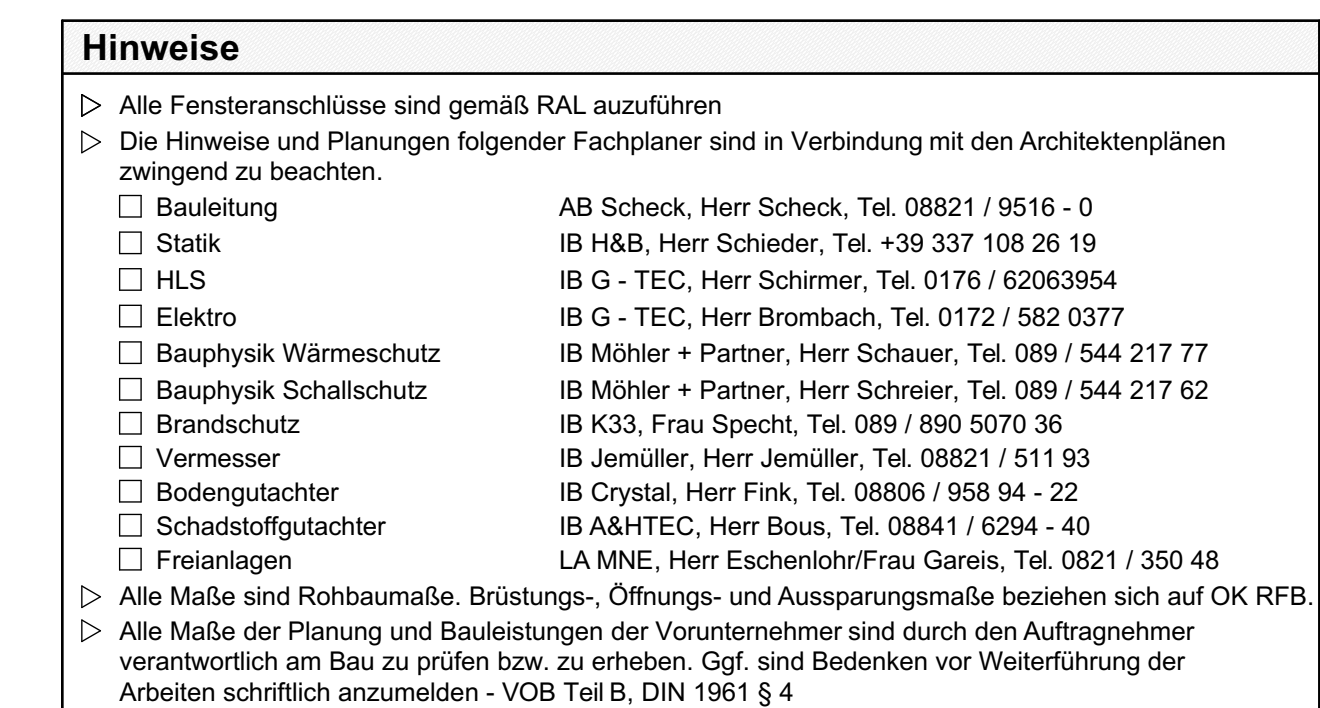 Hinweise
Alle Fensteranschlüsse sind gemäß RAL auzuführen
Die Hinweise und Planungen folgender Fachplaner sind in Verbindung mit den Architektenplänen
zwingend zu beachten.
Bauleitung AB Scheck, Herr Scheck, Tel. 08821 / 9516 - 0
Statik IB H&B, Herr Schieder, Tel. +39 337 108 26 19
HLS IB G - TEC, Herr Schirmer, Tel. 0176 / 62063954
Elektro IB G - TEC, Herr Brombach, Tel. 0172 / 582 0377
Bauphysik Wärmeschutz IB Möhler + Partner, Herr Schauer, Tel. 089 / 544 217 77
Bauphysik Schallschutz IB Möhler + Partner, Herr Schreier, Tel. 089 / 544 217 62
Brandschutz IB K33, Frau Specht, Tel. 089 / 890 5070 36
Vermesser IB Jemüller, Herr Jemüller, Tel. 08821 / 511 93
Bodengutachter IB Crystal, Herr Fink, Tel. 08806 / 958 94 - 22
Schadstoffgutachter IB A&HTEC, Herr Bous, Tel. 08841 / 6294 - 40
Freianlagen LA MNE, Herr Eschenlohr/Frau Gareis, Tel. 0821 / 350 48
Alle Maße sind Rohbaumaße. Brüstungs-, Öffnungs- und Aussparungsmaße beziehen sich auf OK RFB.
Alle Maße der Planung und Bauleistungen der Vorunternehmer sind durch den Auftragnehmer
verantwortlich am Bau zu prüfen bzw. zu erheben. Ggf. sind Bedenken vor Weiterführung der
Arbeiten schriftlich anzumelden - VOB Teil B, DIN 1961 § 4